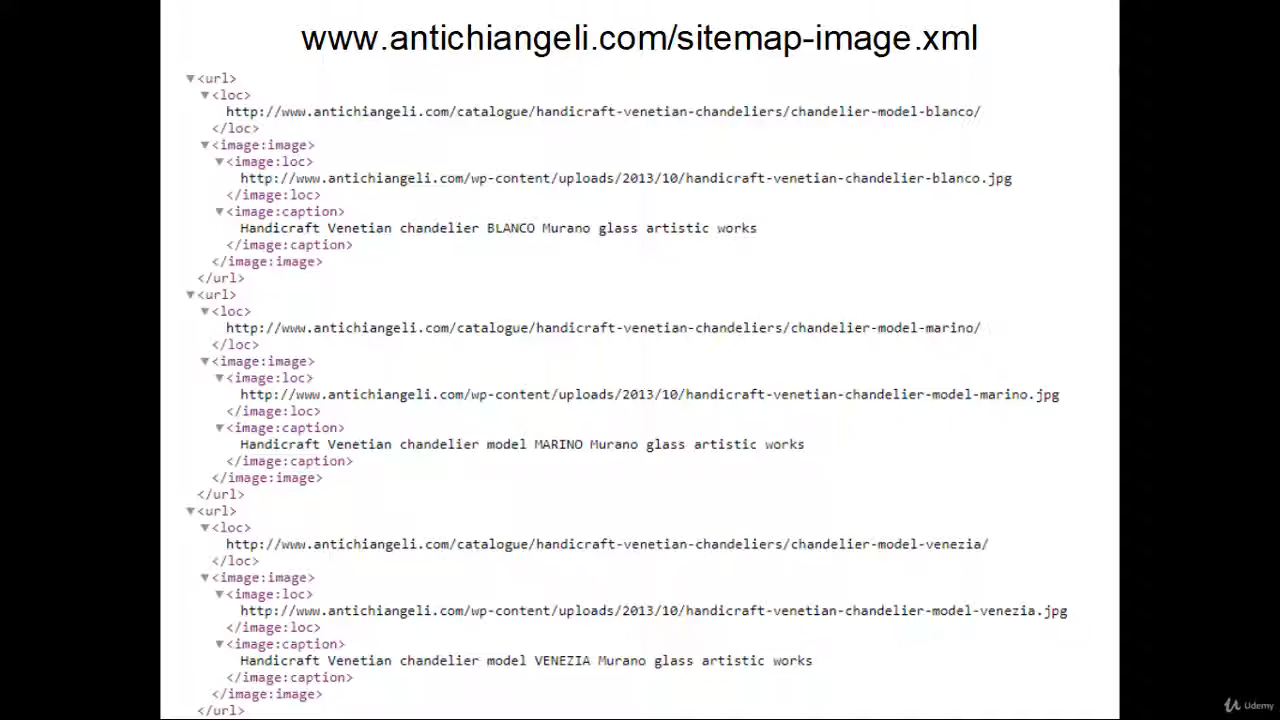 www.antichiangeli.com/sitemap-image.xml
▼<url>
▼<loc>
http://www.antichiangeli.com/catalogue/handicraft-venetian-chandeliers/chandelier-model-blanco/
</loc>
▼<image:image>
▼<image:loc>
http://www.antichiangeli.com/wp-content/uploads/2013/10/handicraft-venetian-chandelier-blanco.jpg
</image:loc>
▼<image:caption>
Handicraft Venetian chandelier BLANCO Murano glass artistic works
</image:caption>
</image:image>
</url>
▼<url>
▼<loc>
http://www.antichiangeli.com/catalogue/handicraft-venetian-chandeliers/chandelier-model-marino/
</loc>
▼<image:image>
▼<image:loc>
http://www.antichiangeli.com/wp-content/uploads/2013/10/handicraft-venetian-chandelier-model-marino.jpg
</image:loc>
▼<image:caption>
Handicraft Venetian chandelier model MARINO Murano glass artistic works
</image:caption>
</image:image>
</url>
▼<url>
▼<loc>
http://www.antichiangeli.com/catalogue/handicraft-venetian-chandeliers/chandelier-model-venezia/
</loc>
▼<image:image>
▼<image:loc>
http://www.antichiangeli.com/wp-content/uploads/2013/10/handicraft-venetian-chandelier-model-venezia.jpg
</image:loc>
▼<image:caption>
Handicraft Venetian chandelier model VENEZIA Murano glass artistic works
</image:caption>
</image:image>
</url>
Udemy